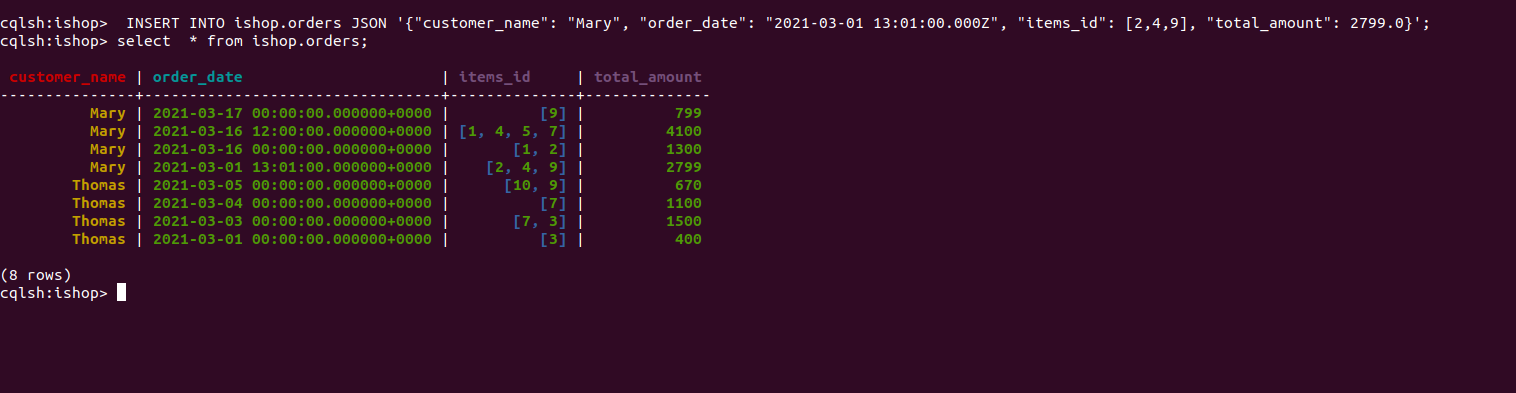 cqlsh:ishop>  INSERT INTO ishop.orders JSON '{"customer_name": "Mary", "order_date": "2021-03-01 13:01:00.000Z", "items_id": [2,4,9], "total_amount": 2799.0}';
cqlsh:ishop> select  * from ishop.orders;
 customer_name | order_date                      | items_id     | total_amount
---------------+---------------------------------+--------------+--------------
          Mary | 2021-03-17 00:00:00.000000+0000 |          [9] |          799
          Mary | 2021-03-16 12:00:00.000000+0000 | [1, 4, 5, 7] |         4100
          Mary | 2021-03-16 00:00:00.000000+0000 |       [1, 2] |         1300
          Mary | 2021-03-01 13:01:00.000000+0000 |    [2, 4, 9] |         2799
        Thomas | 2021-03-05 00:00:00.000000+0000 |      [10, 9] |          670
        Thomas | 2021-03-04 00:00:00.000000+0000 |          [7] |         1100
        Thomas | 2021-03-03 00:00:00.000000+0000 |       [7, 3] |         1500
        Thomas | 2021-03-01 00:00:00.000000+0000 |          [3] |          400
(8 rows)
cqlsh:ishop>